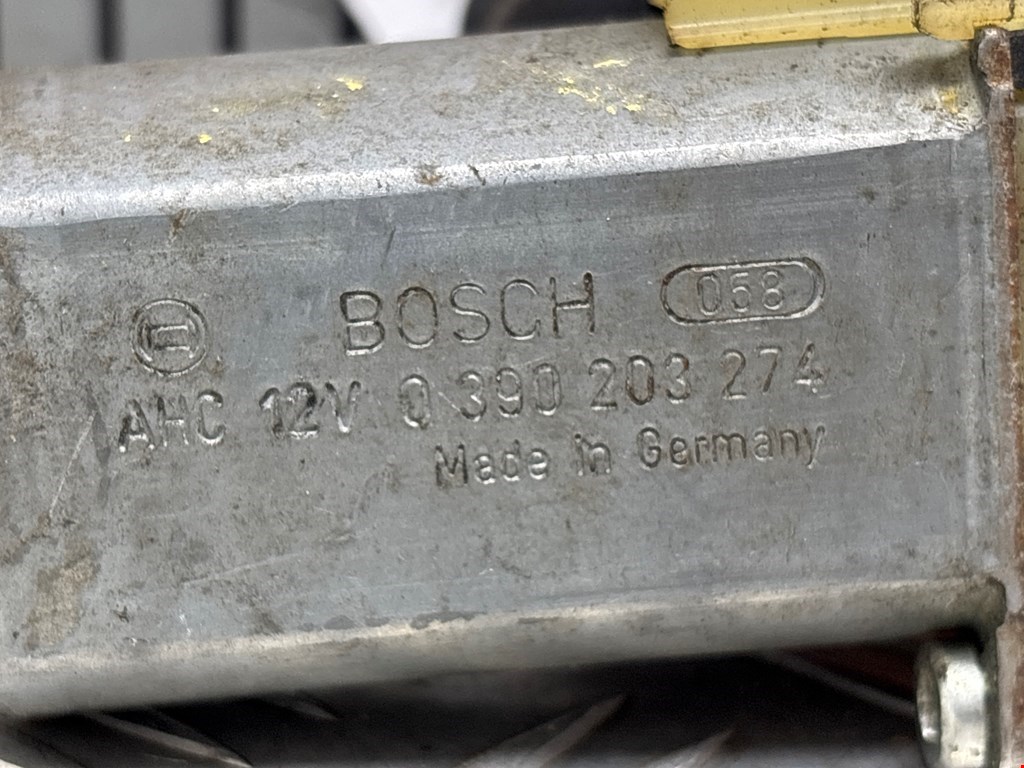 BOSCH 058
AHC 12V 0 390 203 274
Made in Germany